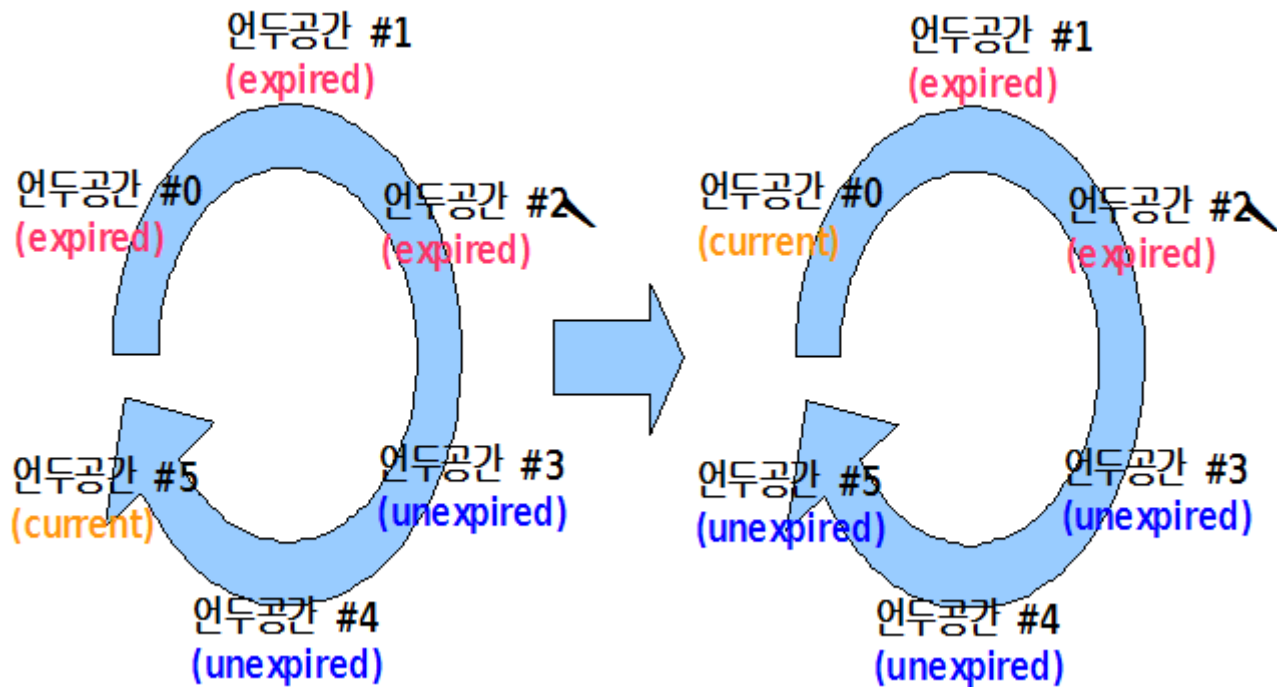 언두공간 #1
(expired)
언두공간 #0
(expired)
언두공간 #2
(expired)
언두공간 #5
(current)
언두공간 #3
(unexpired)
언두공간 #4
(unexpired)
언두공간 #1
(expired)
언두공간 #0
(current)
언두공간 #2
(expired)
언두공간 #5
(unexpired)
언두공간 #3
(unexpired)
언두공간 #4
(unexpired)